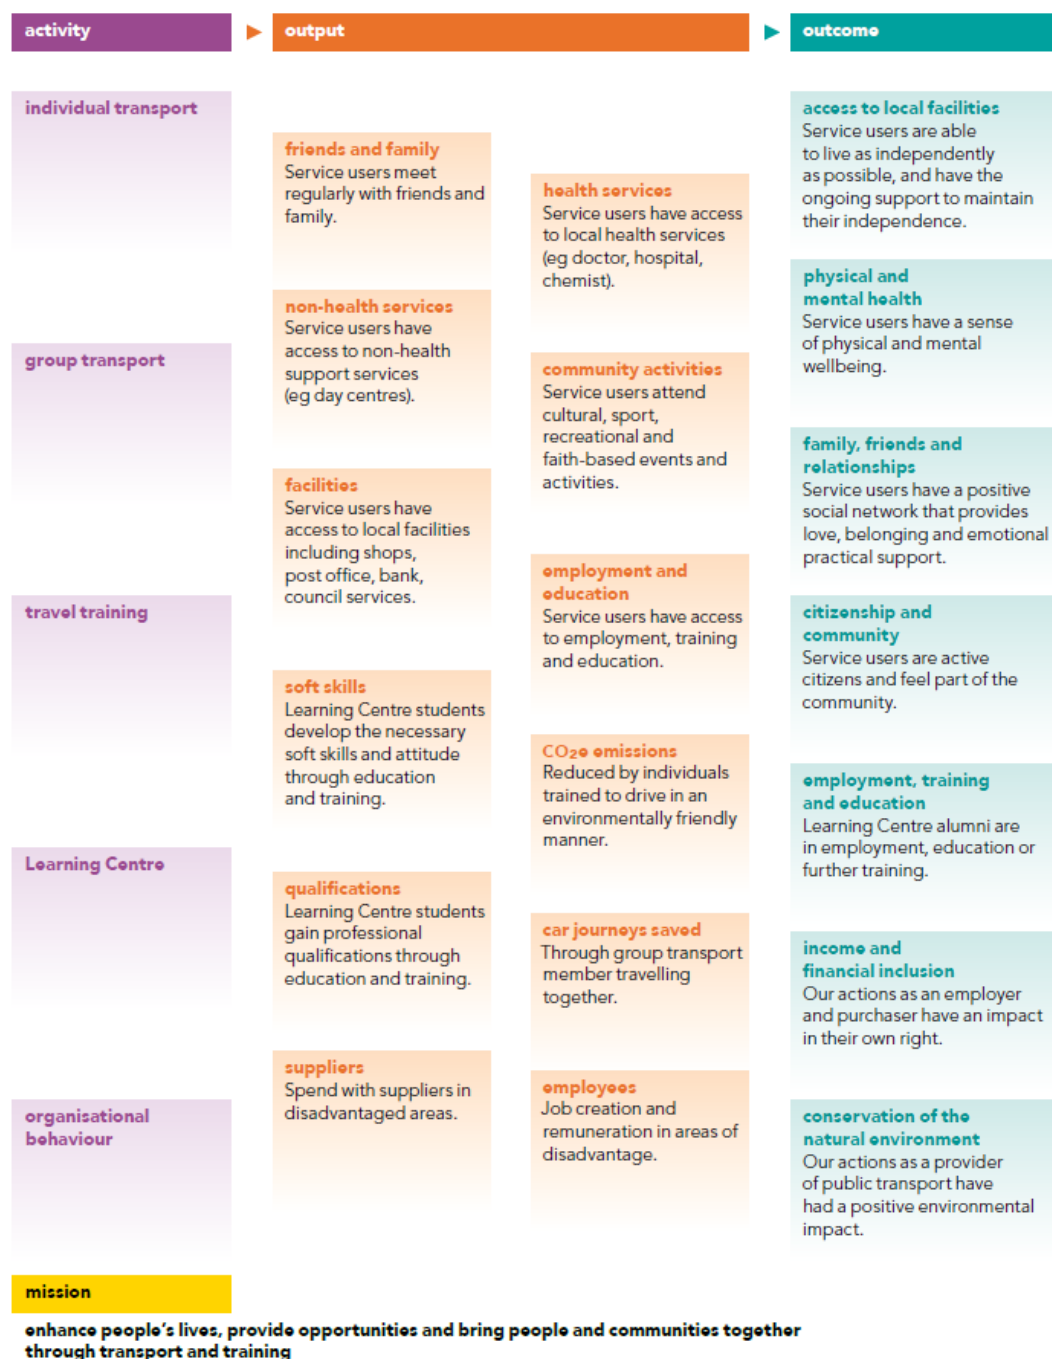 activity
output
outcome
individual transport
group transport
travel training
Learning Centre
organisational
behaviour
friends and family
Service users meet
regularly with friends and
family.
non-health services
Service users have
access to non-health
support services
(eg day centres).
facilities
Service users have
access to local facilities
including shops,
post office, bank,
council services.
soft skills
Learning Centre students
develop the necessary
soft skills and attitude
through education
and training.
qualifications
Learning Centre students
gain professional
qualifications through
education and training.
suppliers
Spend with suppliers in
disadvantaged areas.
health services
Service users have access
to local health services
(eg doctor, hospital,
chemist).
community activities
Service users attend
cultural, sport,
recreational and
faith-based events and
activities.
employment and
education
Service users have access
to employment, training
and education.
CO₂e emissions
Reduced by individuals
trained to drive in an
environmentally friendly
manner.
car journeys saved
Through group transport
member travelling
together.
employees
Job creation and
remuneration in areas of
disadvantage.
access to local facilities
Service users are able
to live as independently
as possible, and have the
ongoing support to maintain
their independence.
physical and
mental health
Service users have a sense
of physical and mental
wellbeing.
family, friends and
relationships
Service users have a positive
social network that provides
love, belonging and emotional
practical support.
citizenship and
community
Service users are active
citizens and feel part of the
community.
employment, training
and education
Learning Centre alumni are
in employment, education or
further training.
income and
financial inclusion
Our actions as an employer
and purchaser have an impact
in their own right.
conservation of the
natural environment
Our actions as a provider
of public transport have
had a positive environmental
impact.
mission
enhance people's lives, provide opportunities and bring people and communities together
through transport and training